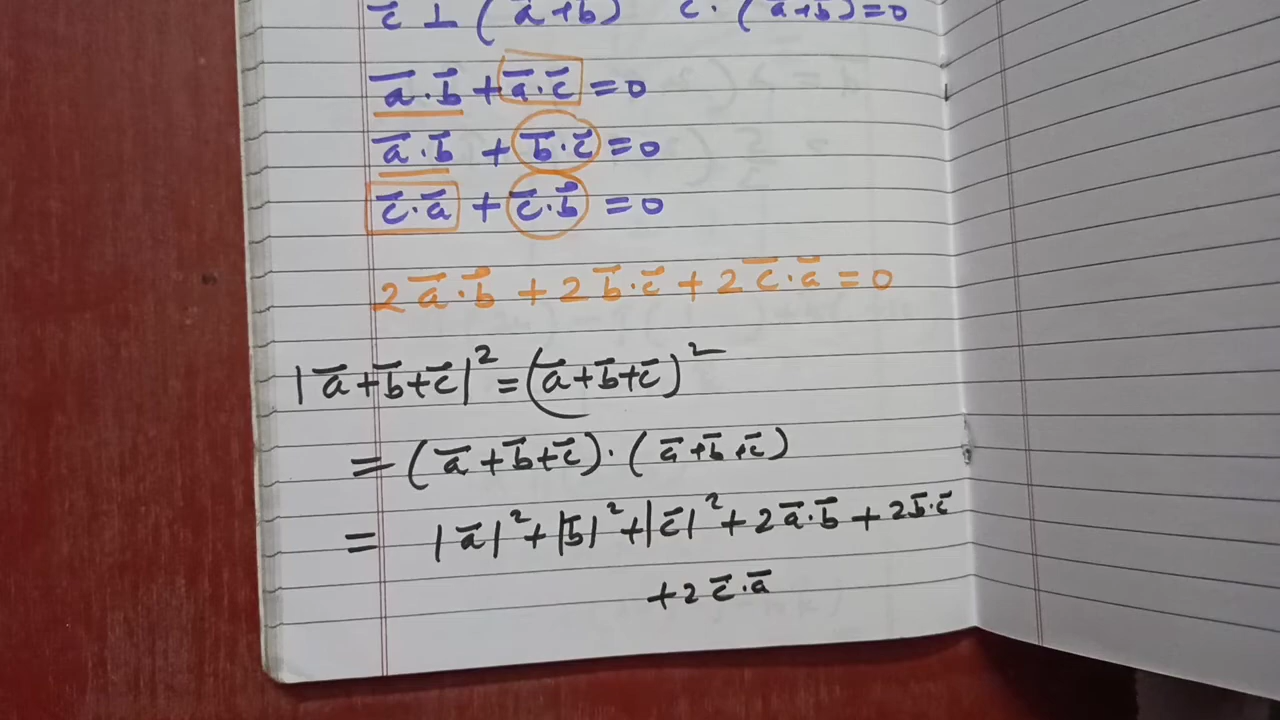 c̅ ⊥ (a̅+b̅) c̅ · (a̅+b̅)=0
a̅·b̅ + a̅·c̅ =0
a̅·b̅ + b̅·c̅ =0
c̅·a̅ + c̅·b̅ =0
2a̅·b̅ + 2b̅·c̅ + 2c̅·a̅ =0
|a̅+b̅+c̅|² = (a̅+b̅+c̅)²
= (a̅+b̅+c̅)·(a̅+b̅+c̅)
= |a̅|²+|b̅|²+|c̅|²+2a̅·b̅+2b̅·c̅
+2c̅·a̅